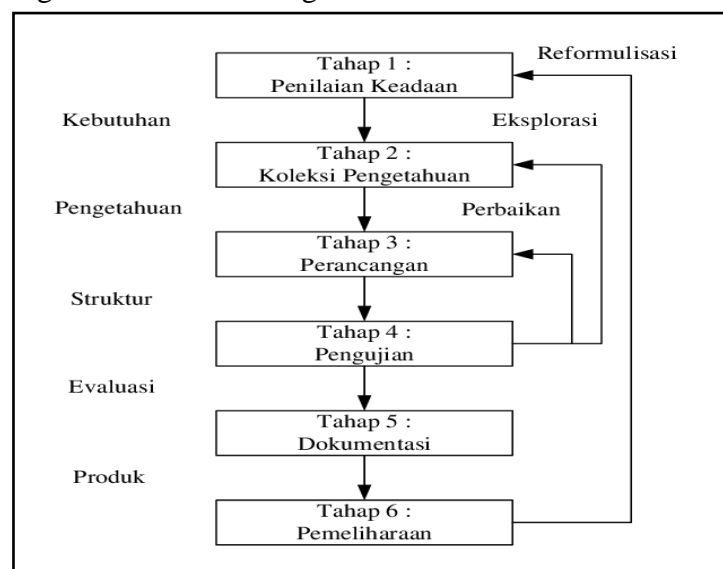 Reformulisasi
Tahap 1 :
Penilaian Keadaan
Kebutuhan
Eksplorasi
Tahap 2 :
Koleksi Pengetahuan
Pengetahuan
Perbaikan
Tahap 3 :
Perancangan
Struktur
Tahap 4 :
Pengujian
Evaluasi
Tahap 5 :
Dokumentasi
Produk
Tahap 6 :
Pemeliharaan